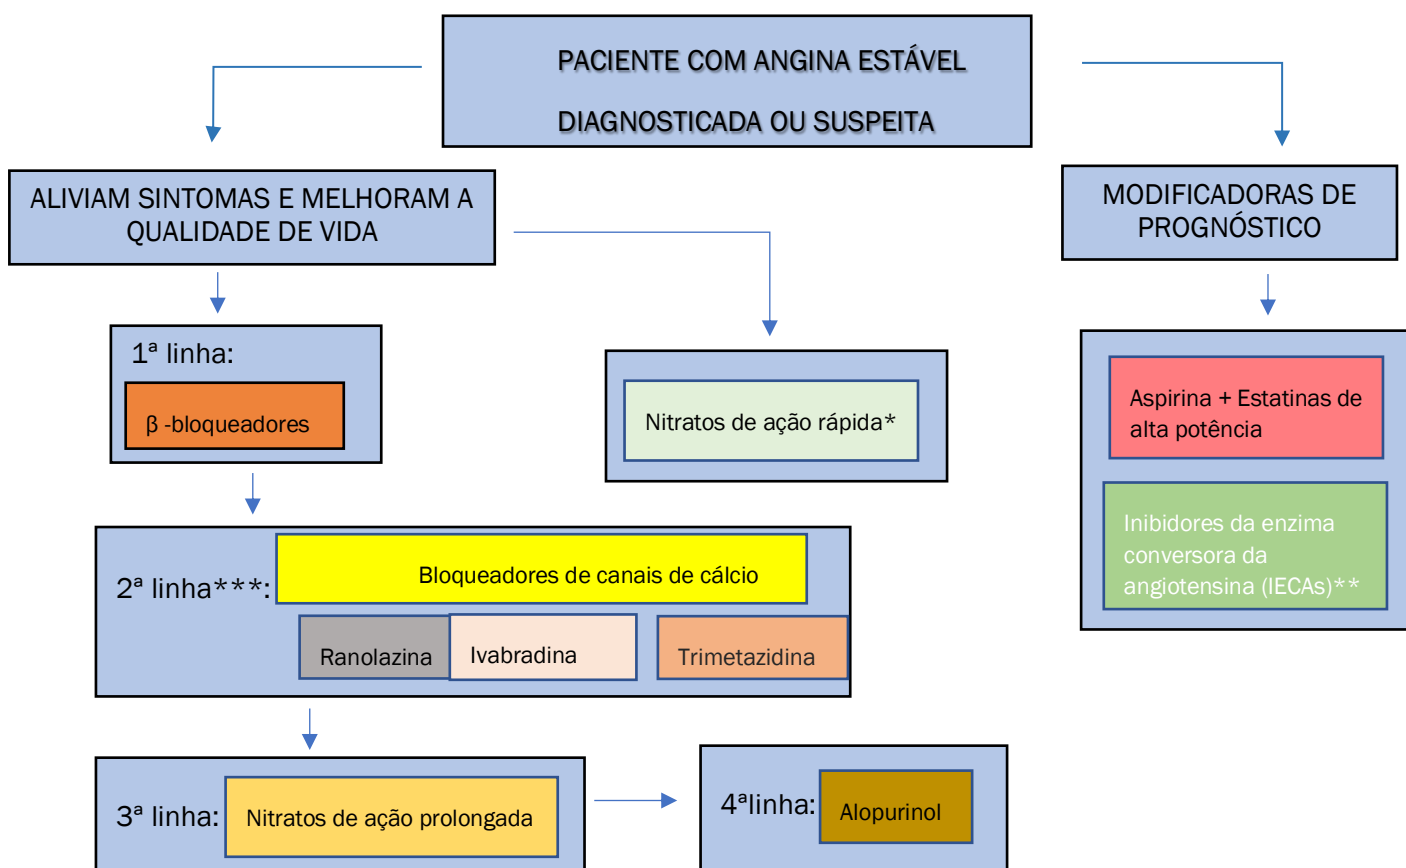 PACIENTE COM ANGINA ESTÁVEL
DIAGNOSTICADA OU SUSPEITA
ALIVIAM SINTOMAS E MELHORAM A
QUALIDADE DE VIDA
MODIFICADORAS DE
PROGNÓSTICO
1ª linha:
β -bloqueadores
Nitratos de ação rápida*
Aspirina + Estatinas de
alta potência
Inibidores da enzima
conversora da
angiotensina (IECAs)**
2ª linha***:
Bloqueadores de canais de cálcio
Ranolazina
Ivabradina
Trimetazidina
3ª linha:
Nitratos de ação prolongada
4ªlinha:
Alopurinol